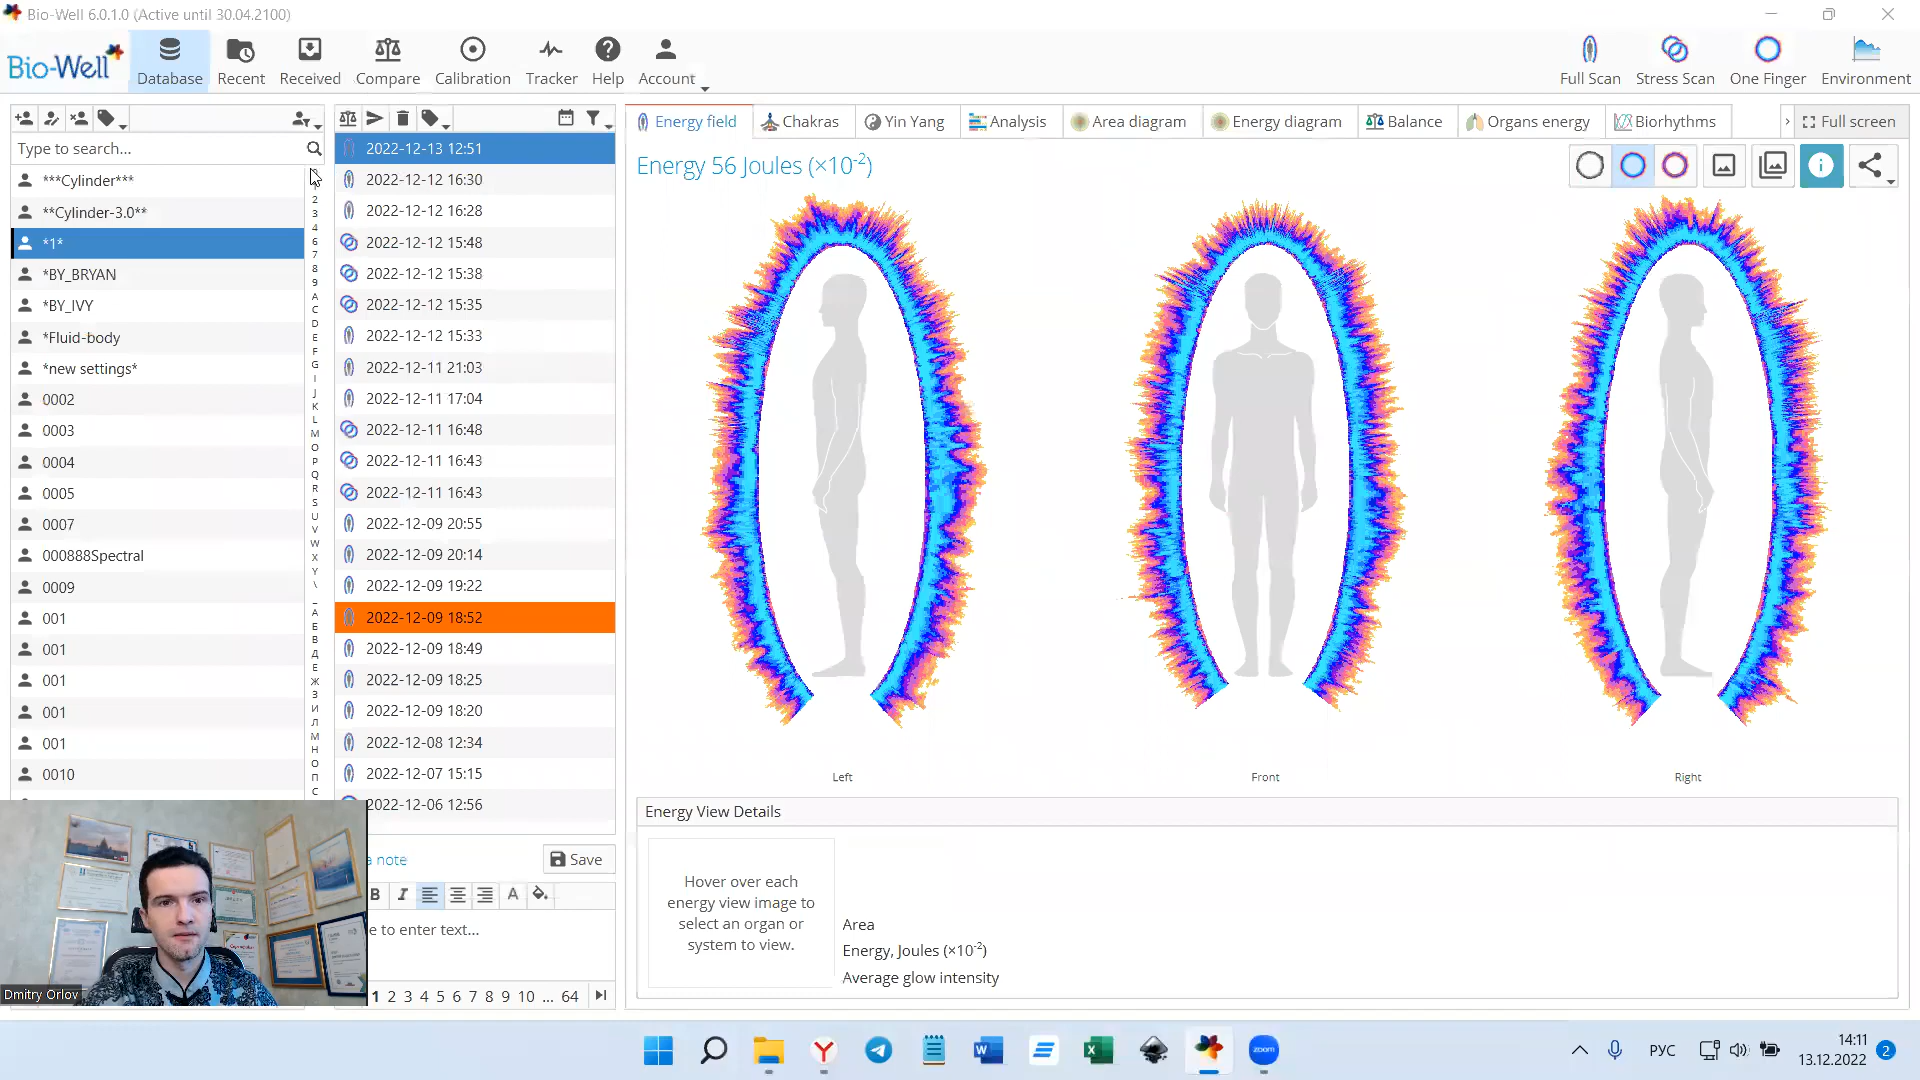 Bio-Well 6.0.1.0 (Active until 30.04.2100)
Bio-Well
Database
Recent
Received
Compare
Calibration
Tracker
Help
Account
Full Scan
Stress Scan
One Finger
Environment
Type to search...
***Cylinder***
**Cylinder-3.0**
*1*
*BY_BRYAN
*BY_IVY
*Fluid-body
*new settings*
0002
0003
0004
0005
0007
000888Spectral
0009
001
001
001
001
001
0010
2
3
4
6
7
8
9
A
C
D
E
F
G
I
J
K
L
M
O
P
Q
R
S
U
V
W
X
Y
\
_
А
Б
В
Д
Е
Ж
З
И
Л
М
Н
О
П
С
2022-12-13 12:51
2022-12-12 16:30
2022-12-12 16:28
2022-12-12 15:48
2022-12-12 15:38
2022-12-12 15:35
2022-12-12 15:33
2022-12-11 21:03
2022-12-11 17:04
2022-12-11 16:48
2022-12-11 16:43
2022-12-11 16:43
2022-12-09 20:55
2022-12-09 20:14
2022-12-09 19:22
2022-12-09 18:52
2022-12-09 18:49
2022-12-09 18:25
2022-12-09 18:20
2022-12-08 12:34
2022-12-07 15:15
2022-12-06 12:56
a note
Save
B I A
e to enter text...
1 2 3 4 5 6 7 8 9 10 ... 64
Energy field
Chakras
Yin Yang
Analysis
Area diagram
Energy diagram
Balance
Organs energy
Biorhythms
Full screen
Energy 56 Joules (×10⁻²)
Left
Front
Right
Energy View Details
Hover over each
energy view image to
select an organ or
system to view.
Area
Energy, Joules (×10⁻²)
Average glow intensity
Dmitry Orlov
zoom
РУС
14:11
13.12.2022
2